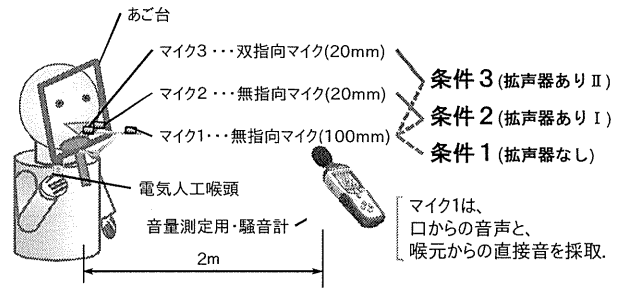 あご台
マイク3・・・双指向マイク(20mm)
条件3(拡声器ありⅡ)
マイク2・・・無指向マイク(20mm)
条件2(拡声器ありⅠ)
マイク1・・・無指向マイク(100mm)
条件1(拡声器なし)
電気人工喉頭
音量測定用・騒音計
マイク1は、
口からの音声と、
喉元からの直接音を採取.
2m